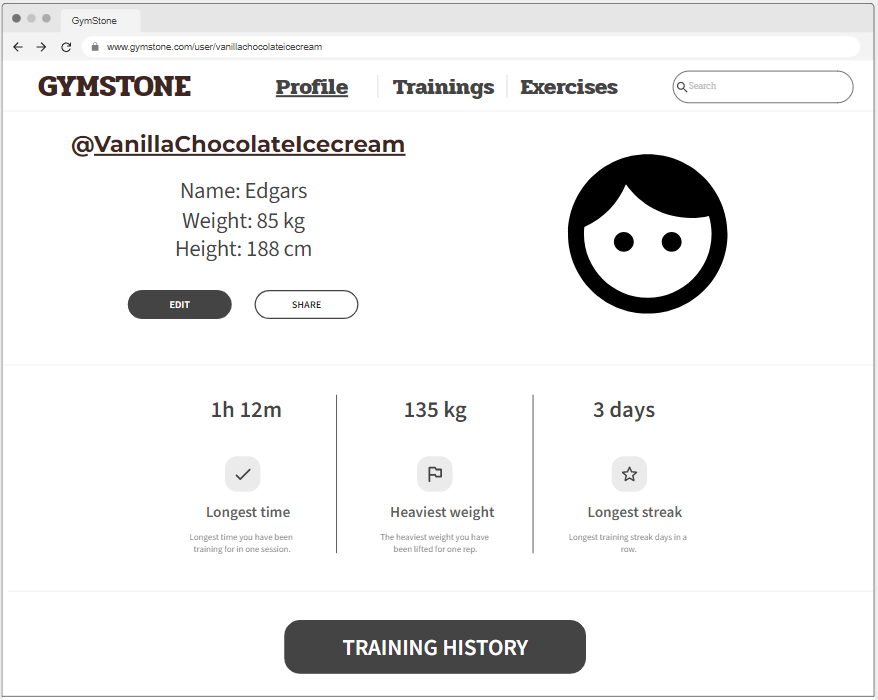 GymStone
www.gymstone.com/user/vanillachocolateicecream
GYMSTONE
Profile
Trainings
Exercises
Search
@VanillaChocolateIcecream
Name: Edgars
Weight: 85 kg
Height: 188 cm
EDIT
SHARE
1h 12m
Longest time
Longest time you have been
training for in one session.
135 kg
Heaviest weight
The heaviest weight you have
been lifted for one rep.
3 days
Longest streak
Longest training streak days in a
row.
TRAINING HISTORY